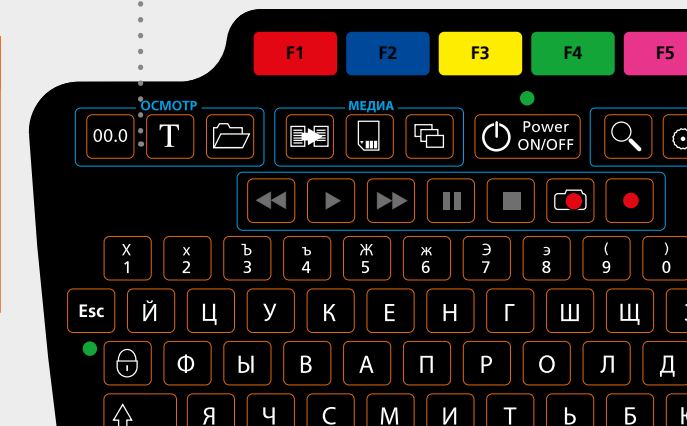 F1 F2 F3 F4 F5
ОСМОТР МЕДИА
00.0 T Power
ON/OFF
Х х Ъ ъ Ж ж Э э ( )
1 2 3 4 5 6 7 8 9 0
Esc Й Ц У К Е Н Г Ш Щ
Ф Ы В А П Р О Л Д
Я Ч С М И Т Ь Б